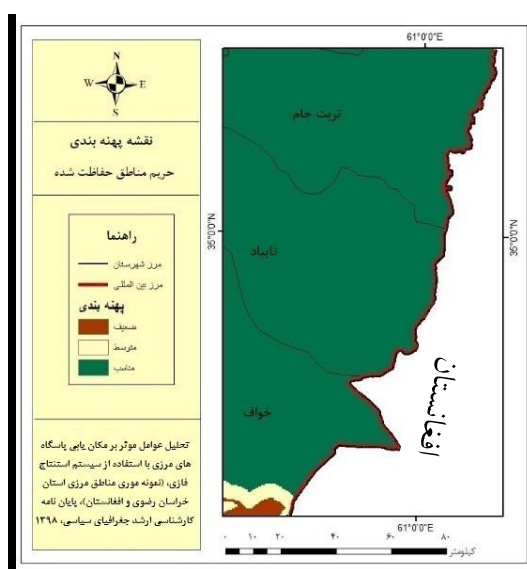 N
W E
S
نقشه پهنه بندی
حریم مناطق حفاظت شده
راهنما
مرز شهرستان
مرز بین المللی
پهنه بندی
ضعیف
متوسط
مناسب
تحلیل عوامل موثر بر مکان یابی پاسگاه
های مرزی با استفاده از سیستم استنتاج
فازی، (نمونه موری مناطق مرزی استان
خراسان رضوی و افغانستان)، پایان نامه
کارشناسی ارشد جغرافیای سیاسی، ۱۳۹۸
61°0'0"E
تربت جام
35°0'0"N
35°0'0"N
تایباد
افغانستان
خواف
61°0'0"E
۰ ۱۰ ۲۰ ۴۰ ۶۰ ۸۰
کیلومتر